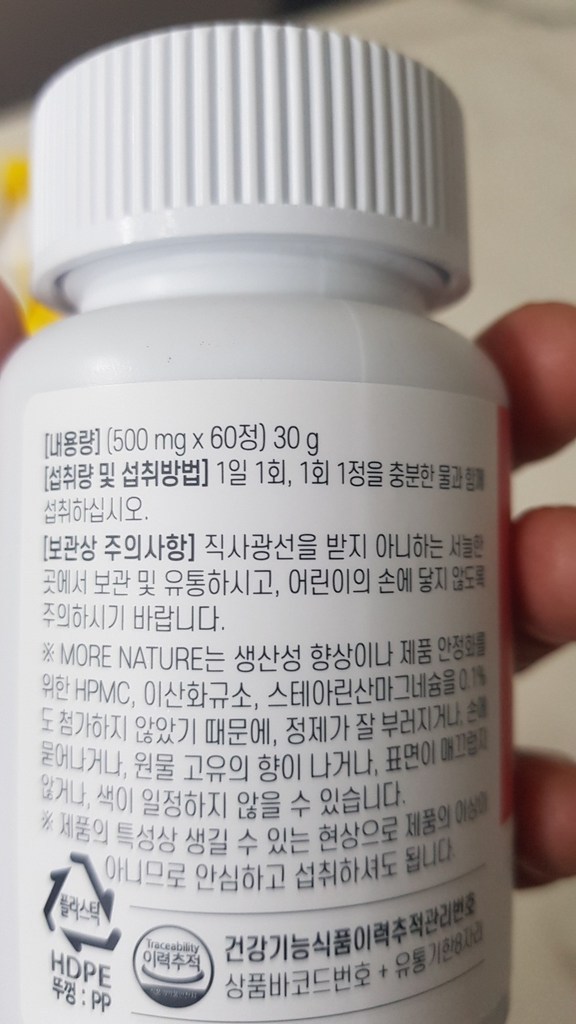 [내용량] (500 mg x 60정) 30 g
[섭취량 및 섭취방법] 1일 1회, 1회 1정을 충분한 물과 함께
섭취하십시오.
[보관상 주의사항] 직사광선을 받지 아니하는 서늘한
곳에서 보관 및 유통하시고, 어린이의 손에 닿지 않도록
주의하시기 바랍니다.
※ MORE NATURE는 생산성 향상이나 제품 안정화를
위한 HPMC, 이산화규소, 스테아린산마그네슘을 0.1%
도 첨가하지 않았기 때문에, 정제가 잘 부러지거나, 손에
묻어나거나, 원물 고유의 향이 나거나, 표면이 매끄럽지
않거나, 색이 일정하지 않을 수 있습니다.
※ 제품의 특성상 생길 수 있는 현상으로 제품의 이상이
아니므로 안심하고 섭취하셔도 됩니다.
플라스틱
HDPE
뚜껑 : PP
Traceability
이력추적
건강기능식품이력추적관리번호
상품바코드번호 + 유통기한8자리